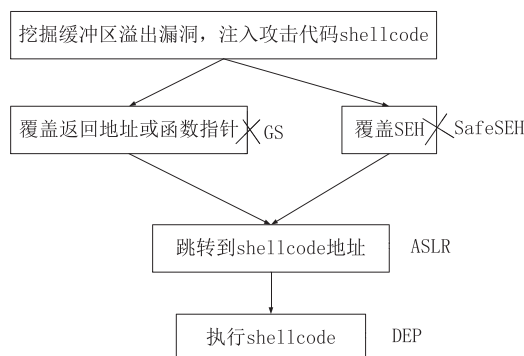 挖掘缓冲区溢出漏洞，注入攻击代码shellcode
覆盖返回地址或函数指针 GS
覆盖SEH SafeSEH
跳转到shellcode地址 ASLR
执行shellcode DEP